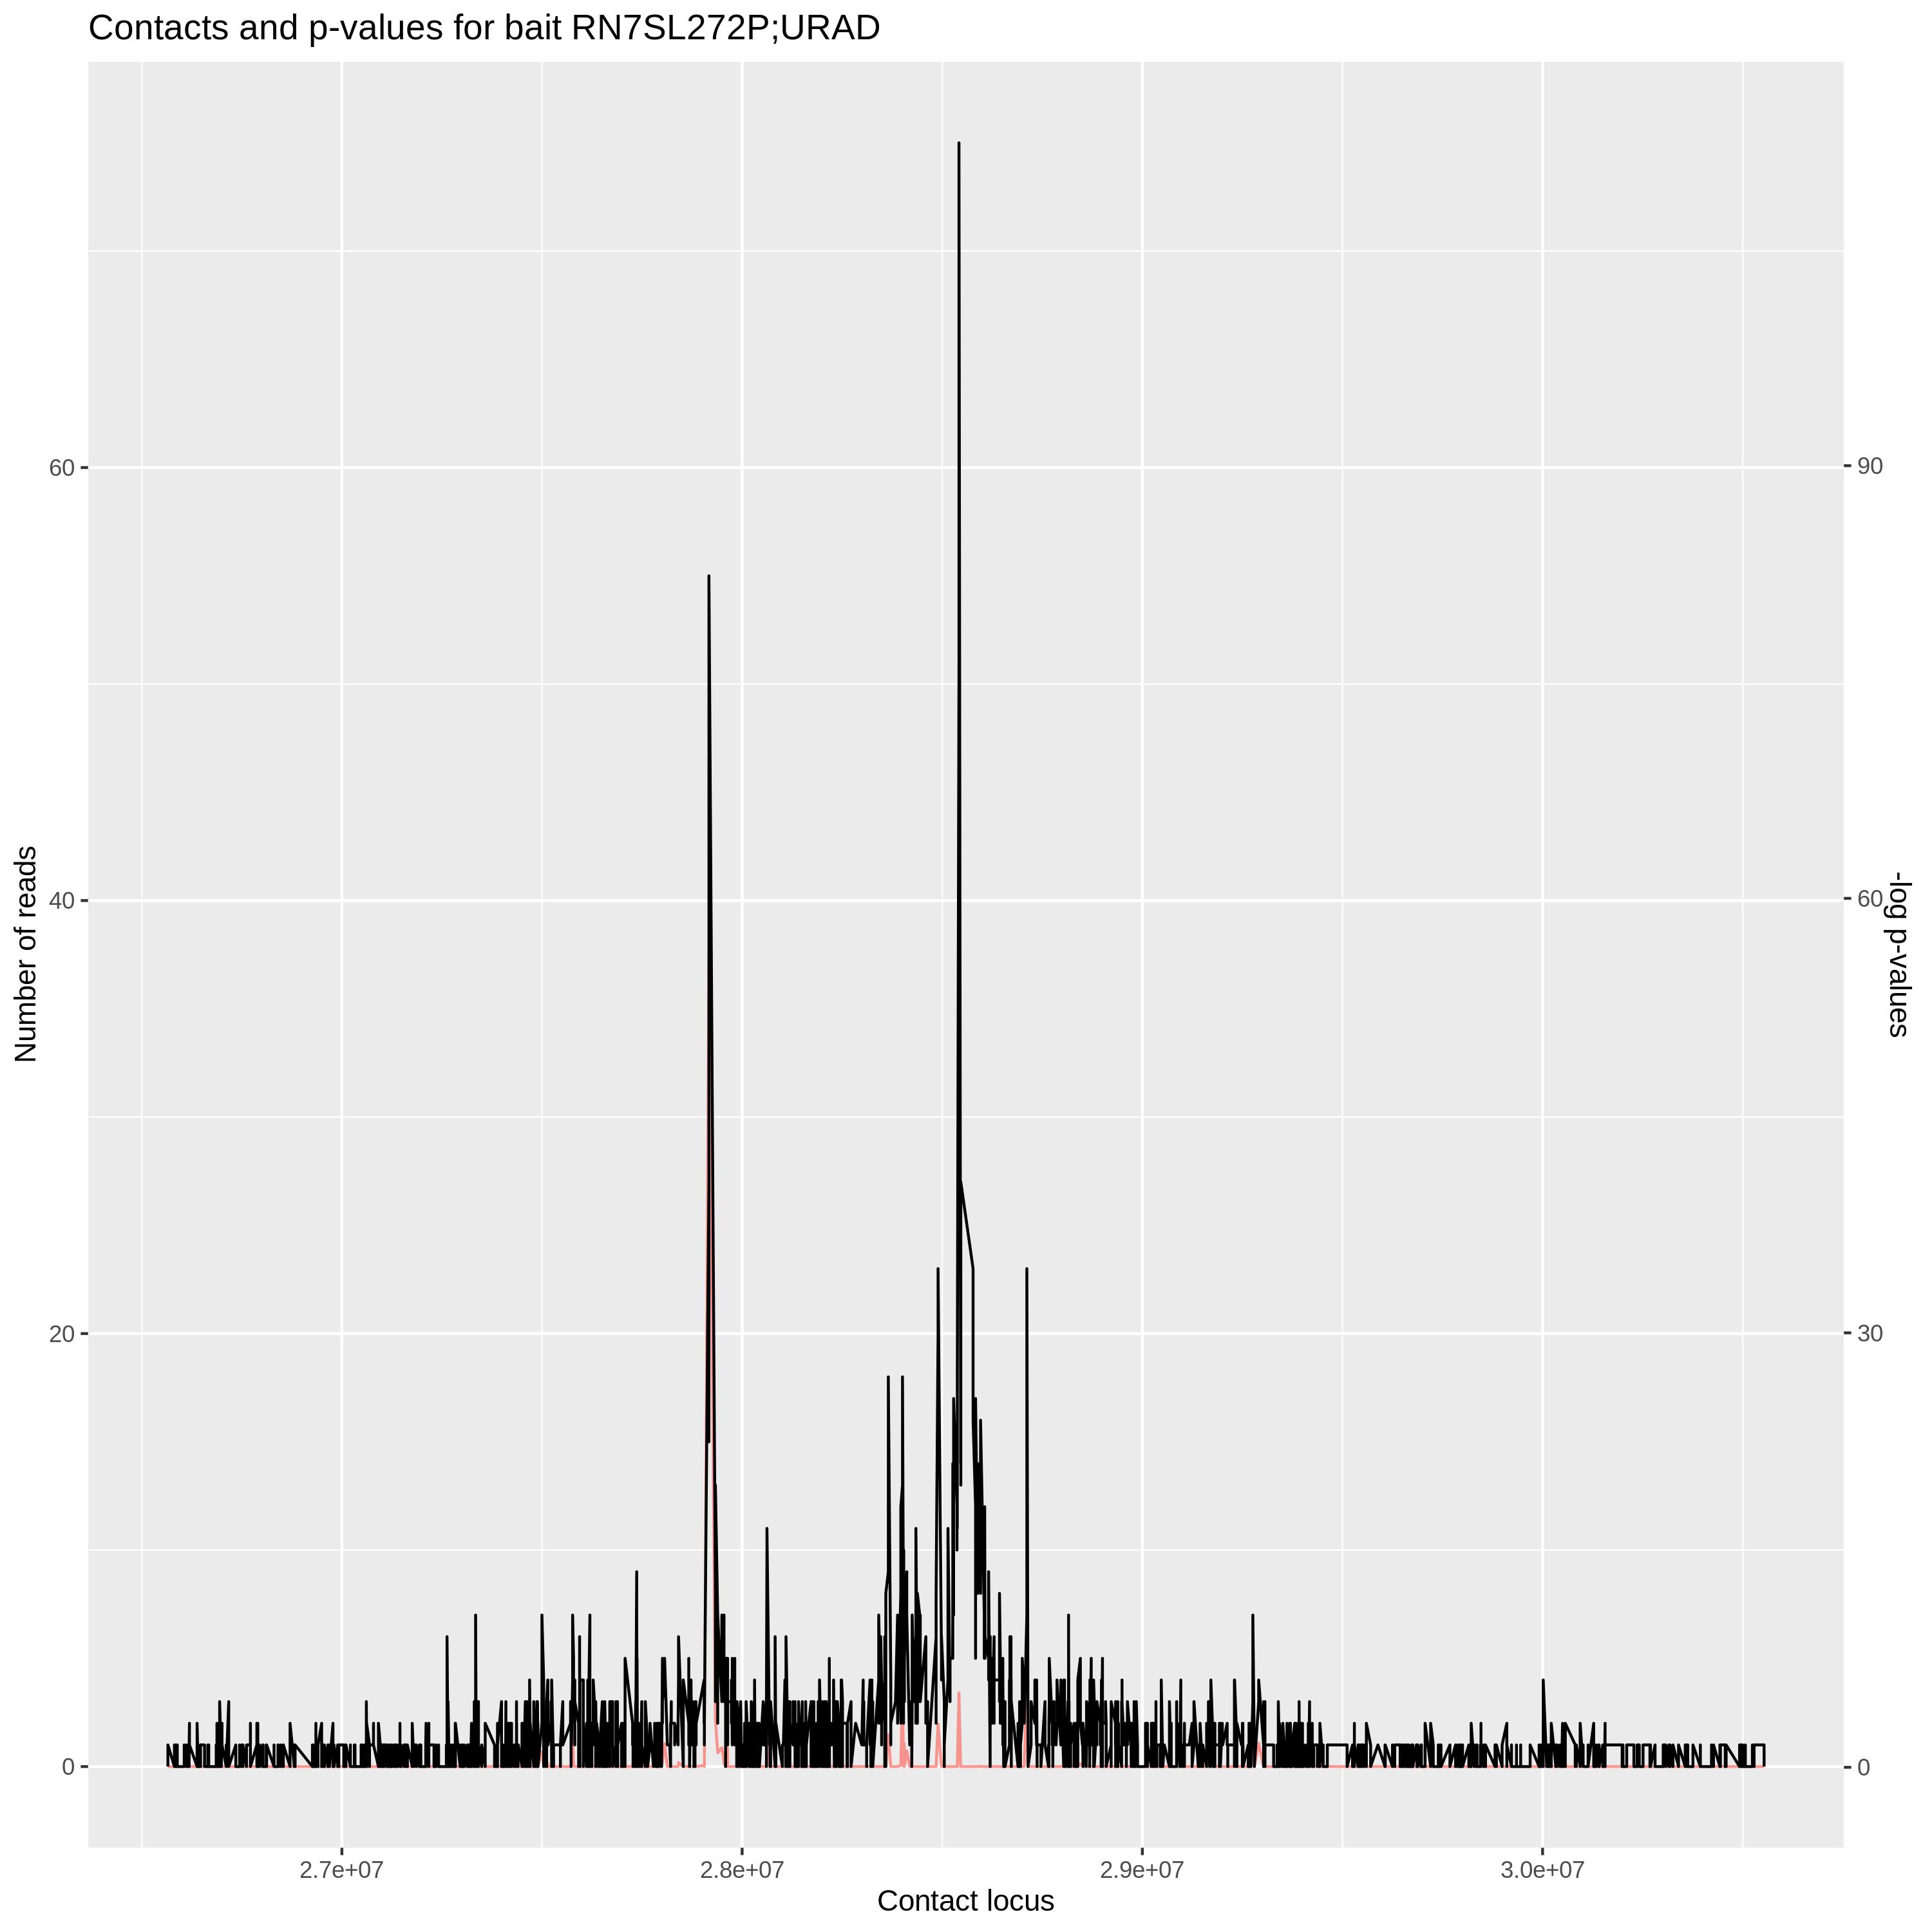 Contacts and p-values for bait RN7SL272P;URAD
Number of reads
60
40
20
0
90
60
30
0
-log p-values
2.7e+07 2.8e+07 2.9e+07 3.0e+07
Contact locus